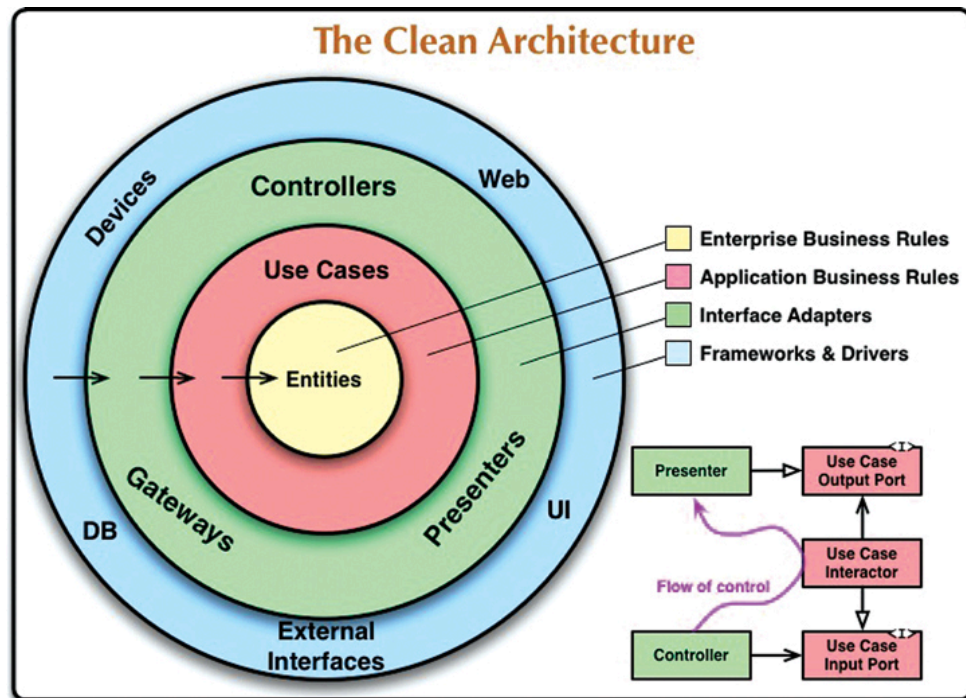 The Clean Architecture
Devices
Controllers
Web
Use Cases
Entities
Gateways
Presenters
DB
UI
External
Interfaces
Enterprise Business Rules
Application Business Rules
Interface Adapters
Frameworks & Drivers
Presenter
<I>
Use Case
Output Port
Flow of control
Use Case
Interactor
Controller
<I>
Use Case
Input Port